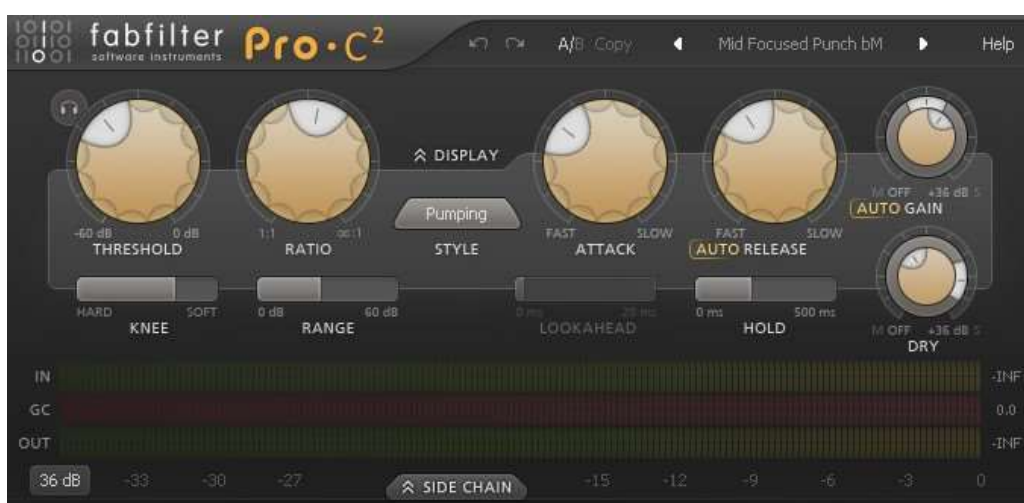 fabfilter
software instruments
Pro·C²
A/B Copy
Mid Focused Punch bM
Help
DISPLAY
-60 dB 0 dB
THRESHOLD
1:1 ∞:1
RATIO
Pumping
STYLE
FAST SLOW
ATTACK
FAST SLOW
AUTO RELEASE
M OFF +36 dB S
AUTO GAIN
HARD SOFT
KNEE
0 dB 60 dB
RANGE
0 ms 20 ms
LOOKAHEAD
0 ms 500 ms
HOLD
M OFF +36 dB S
DRY
IN -INF
GC 0.0
OUT -INF
36 dB -33 -30 -27 SIDE CHAIN -15 -12 -9 -6 -3 0